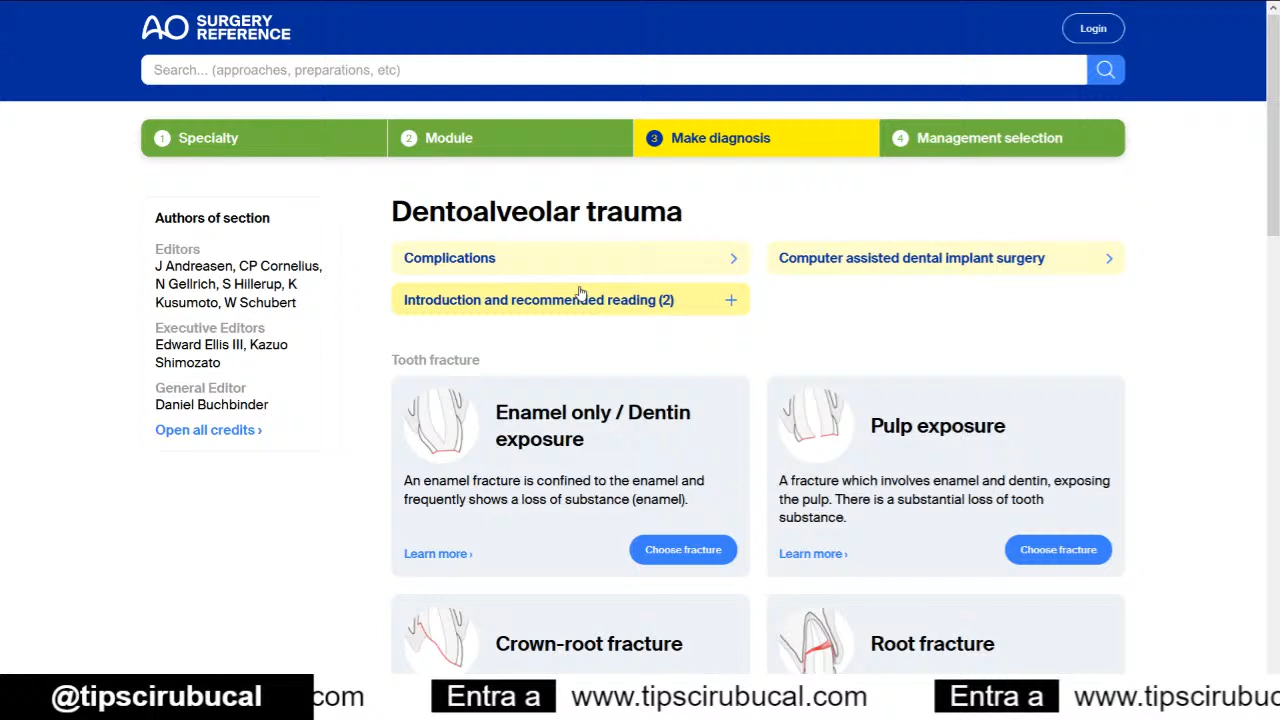 AO SURGERY
REFERENCE
Login
Search... (approaches, preparations, etc)
1 Specialty
2 Module
3 Make diagnosis
4 Management selection
Authors of section
Editors
J Andreasen, CP Cornelius,
N Gellrich, S Hillerup, K
Kusumoto, W Schubert
Executive Editors
Edward Ellis III, Kazuo
Shimozato
General Editor
Daniel Buchbinder
Open all credits ›
Dentoalveolar trauma
Complications
Computer assisted dental implant surgery
Introduction and recommended reading (2)
Tooth fracture
Enamel only / Dentin
exposure
An enamel fracture is confined to the enamel and
frequently shows a loss of substance (enamel).
Learn more ›
Choose fracture
Pulp exposure
A fracture which involves enamel and dentin, exposing
the pulp. There is a substantial loss of tooth
substance.
Learn more ›
Choose fracture
Crown-root fracture
Root fracture
@tipscirubucal
.com
Entra a
www.tipscirubucal.com
Entra a
www.tipscirubuc